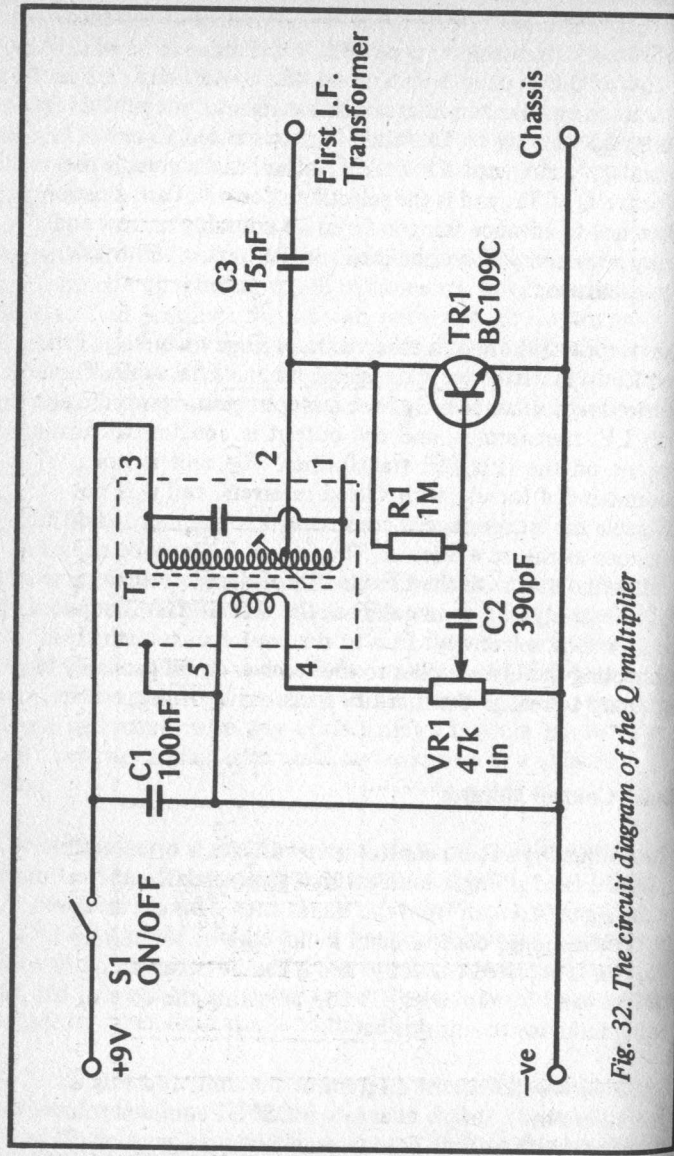 +9V
S1
ON/OFF
C1
100nF
T1
3
5
4
2
1
C3
15nF
First I.F.
Transformer
VR1
47k
lin
C2
390pF
R1
1M
TR1
BC109C
−ve
Chassis
Fig. 32. The circuit diagram of the Q multiplier